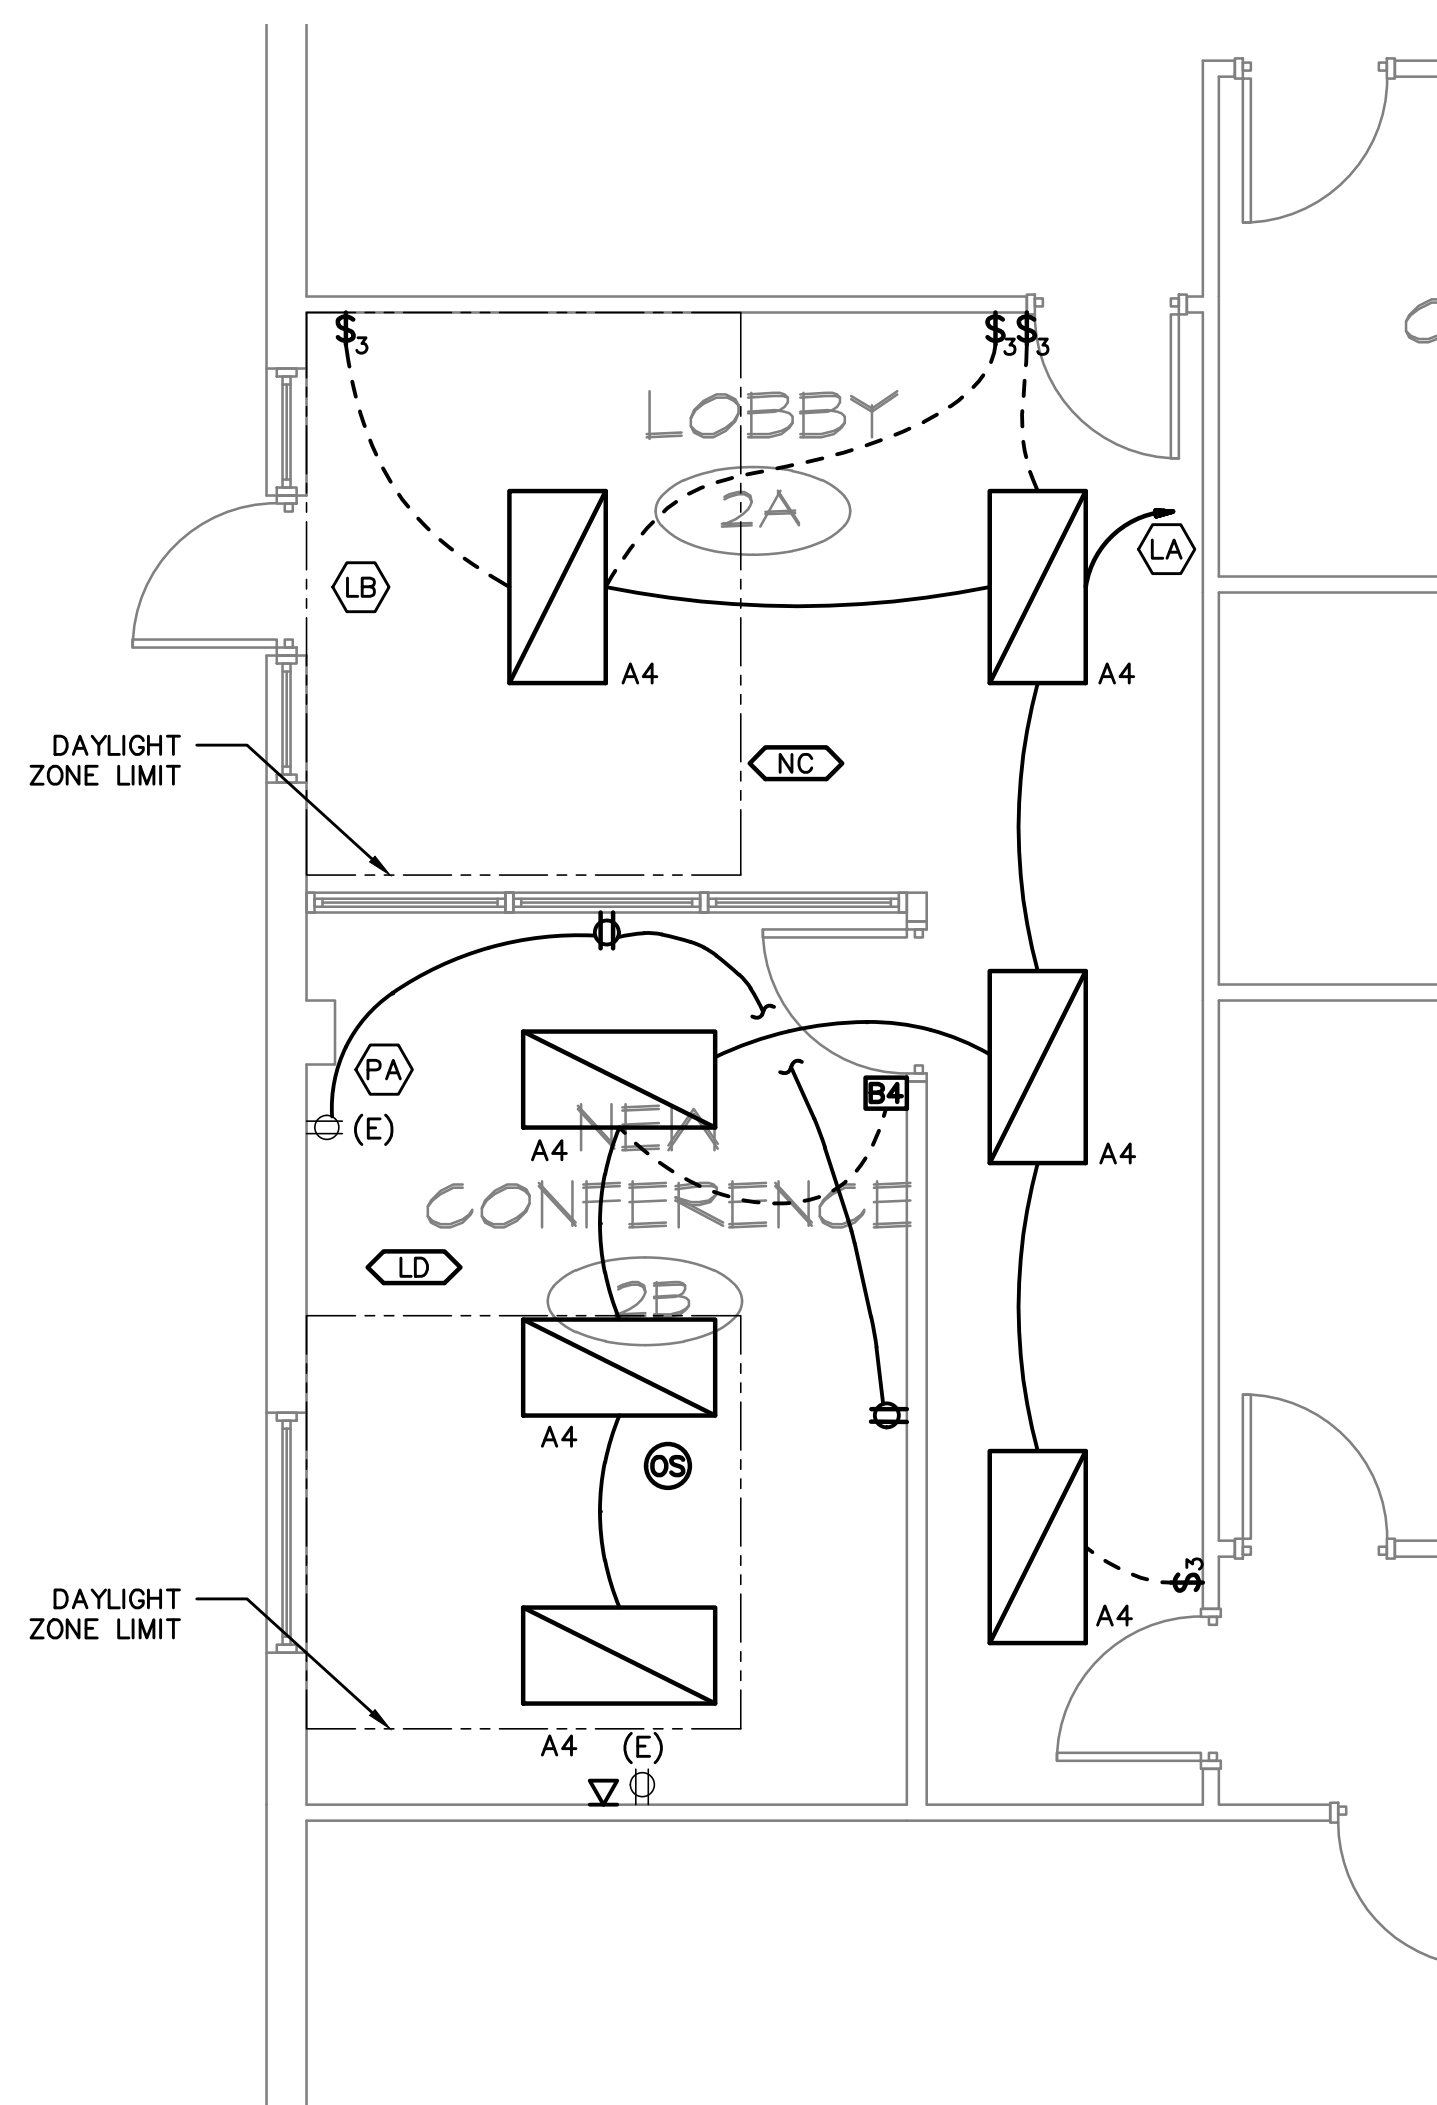 $3
$3
$3
LOBBY
2A
LB
LA
A4
A4
DAYLIGHT
ZONE LIMIT
NC
PA
B4
(E)
NEW
A4
A4
CONFERENCE
LD
2B
A4
OS
$3
DAYLIGHT
ZONE LIMIT
A4
A4
(E)